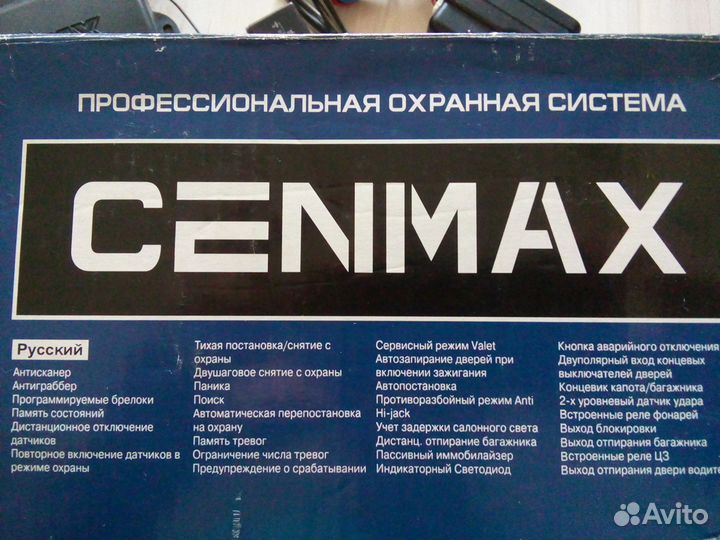 ПРОФЕССИОНАЛЬНАЯ ОХРАННАЯ СИСТЕМА
CENMAX
Русский
Антисканер
Антиграббер
Программируемые брелоки
Память состояний
Дистанционное отключение
датчиков
Повторное включение датчиков в
режиме охраны
Тихая постановка/снятие с
охраны
Двушаговое снятие с охраны
Паника
Поиск
Автоматическая перепостановка
на охрану
Память тревог
Ограничение числа тревог
Предупреждение о срабатывании
Сервисный режим Valet
Автозапирание дверей при
включении зажигания
Автопостановка
Противоразбойный режим Anti
Hi-jack
Учет задержки салонного света
Дистанц. отпирание багажника
Пассивный иммобилайзер
Индикаторный Светодиод
Кнопка аварийного отключения
Двуполярный вход концевых
выключателей дверей
Концевик капота/багажника
2-х уровневый датчик удара
Встроенные реле фонарей
Выход блокировки
Выход отпирания багажника
Встроенные реле ЦЗ
Выход отпирания двери водите
Avito